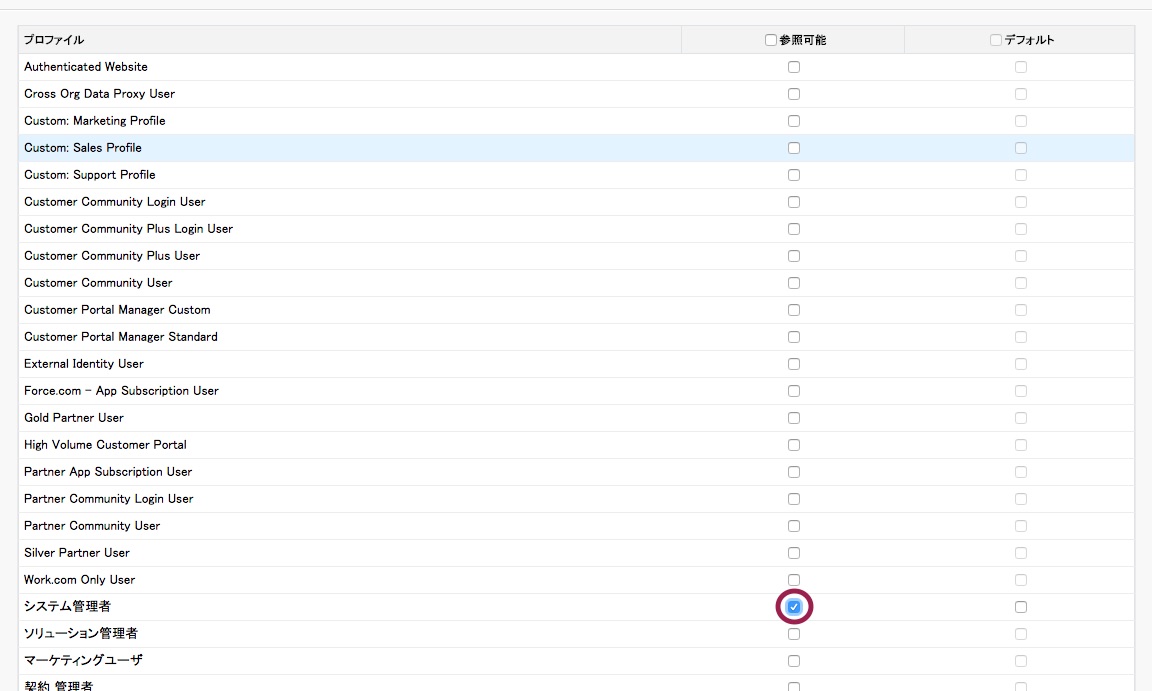 プロファイル 参照可能 デフォルト
Authenticated Website
Cross Org Data Proxy User
Custom: Marketing Profile
Custom: Sales Profile
Custom: Support Profile
Customer Community Login User
Customer Community Plus Login User
Customer Community Plus User
Customer Community User
Customer Portal Manager Custom
Customer Portal Manager Standard
External Identity User
Force.com - App Subscription User
Gold Partner User
High Volume Customer Portal
Partner App Subscription User
Partner Community Login User
Partner Community User
Silver Partner User
Work.com Only User
システム管理者
ソリューション管理者
マーケティングユーザ
契約 管理者